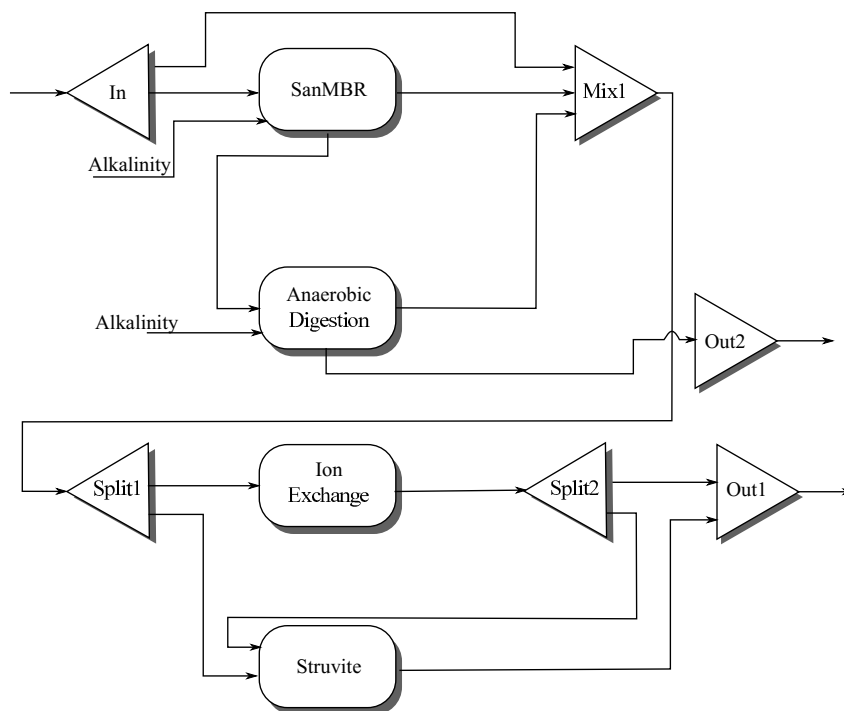 In
SanMBR
Mix1
Alkalinity
Anaerobic
Digestion
Alkalinity
Out2
Split1
Ion
Exchange
Split2
Out1
Struvite